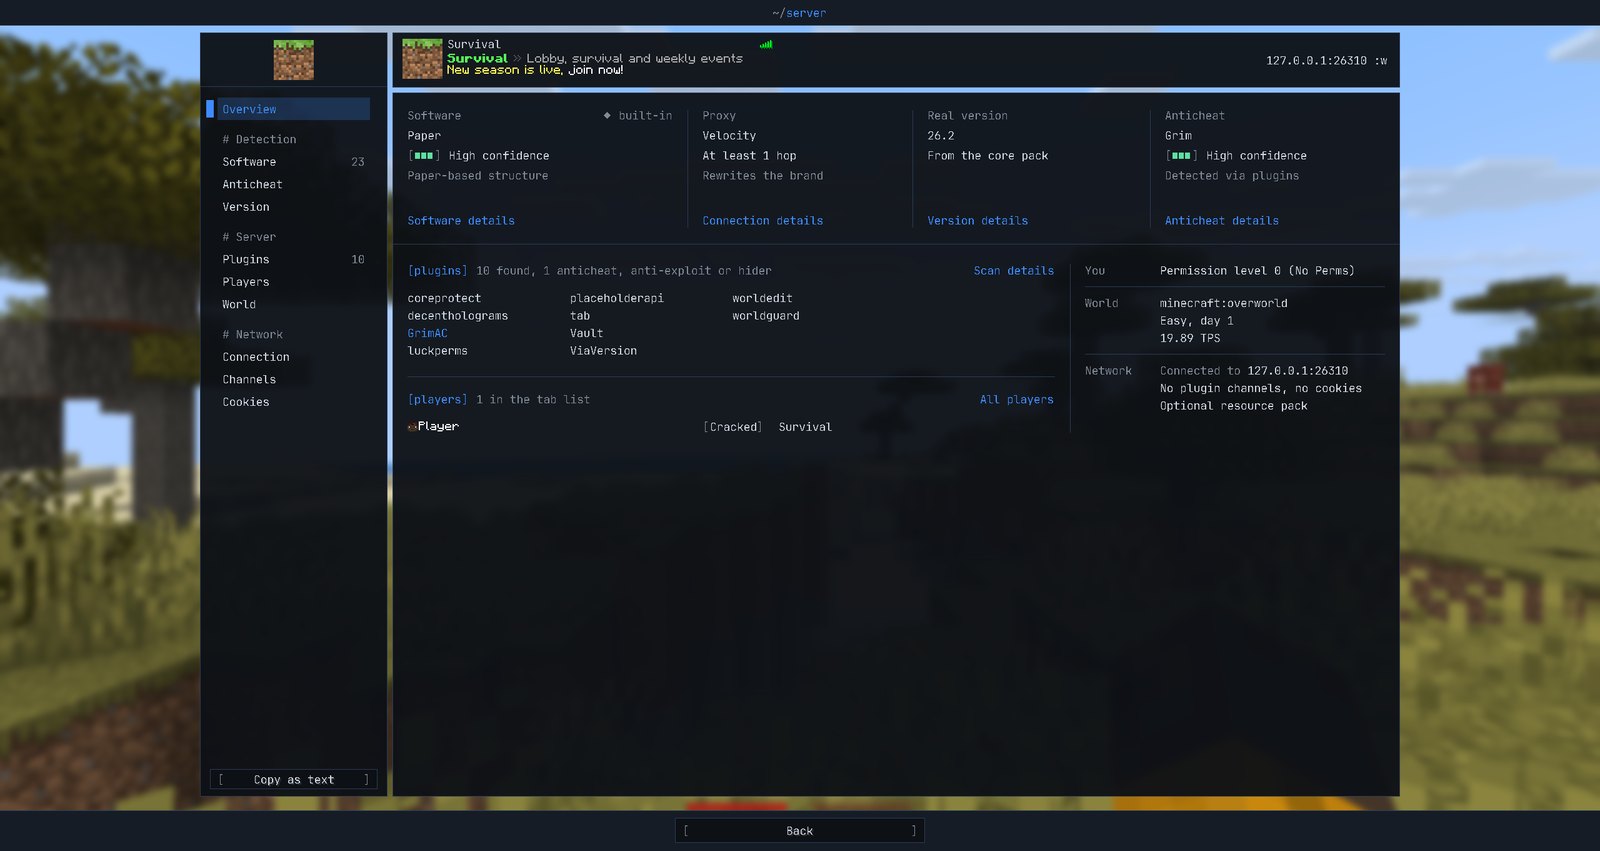 ~/server
Overview
# Detection
Software 23
Anticheat
Version
# Server
Plugins 10
Players
World
# Network
Connection
Channels
Cookies
[ Copy as text ]
Survival
Survival » Lobby, survival and weekly events
New season is live, join now!
127.0.0.1:26310 :w
Software ◆ built-in
Paper
[■■■] High confidence
Paper-based structure
Software details
Proxy
Velocity
At least 1 hop
Rewrites the brand
Connection details
Real version
26.2
From the core pack
Version details
Anticheat
Grim
[■■■] High confidence
Detected via plugins
Anticheat details
[plugins] 10 found, 1 anticheat, anti-exploit or hider Scan details
coreprotect placeholderapi worldedit
decentholograms tab worldguard
GrimAC Vault
luckperms ViaVersion
[players] 1 in the tab list All players
Player [Cracked] Survival
You Permission level 0 (No Perms)
World minecraft:overworld
Easy, day 1
19.89 TPS
Network Connected to 127.0.0.1:26310
No plugin channels, no cookies
Optional resource pack
[ Back ]